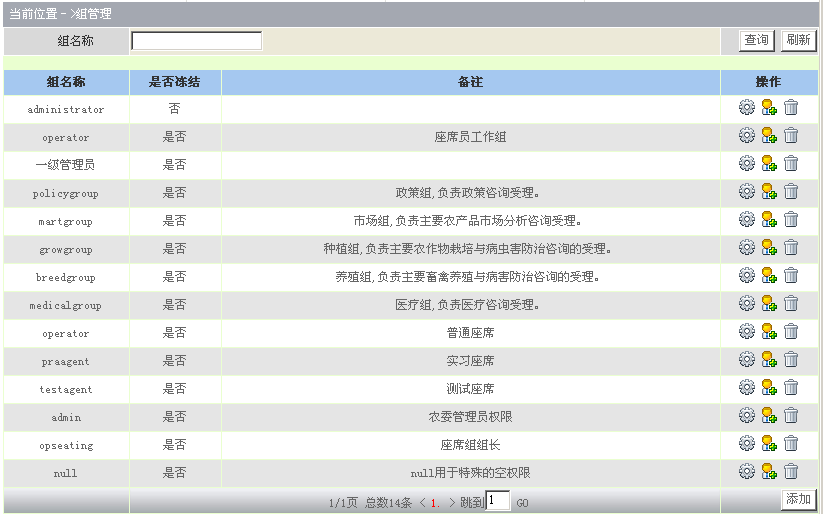 当前位置－>组管理
组名称 查询 刷新
组名称 是否冻结 备注 操作
administrator 否
operator 是否 座席员工作组
一级管理员 是否
policygroup 是否 政策组,负责政策咨询受理。
martgroup 是否 市场组,负责主要农产品市场分析咨询受理。
growgroup 是否 种植组,负责主要农作物栽培与病虫害防治咨询的受理。
breedgroup 是否 养殖组,负责主要畜禽养殖与病害防治咨询的受理。
medicalgroup 是否 医疗组,负责医疗咨询受理。
operator 是否 普通座席
praagent 是否 实习座席
testagent 是否 测试座席
admin 是否 农委管理员权限
opseating 是否 座席组组长
null 是否 null用于特殊的空权限
1/1页 总数14条 < 1. > 跳到 1 GO 添加